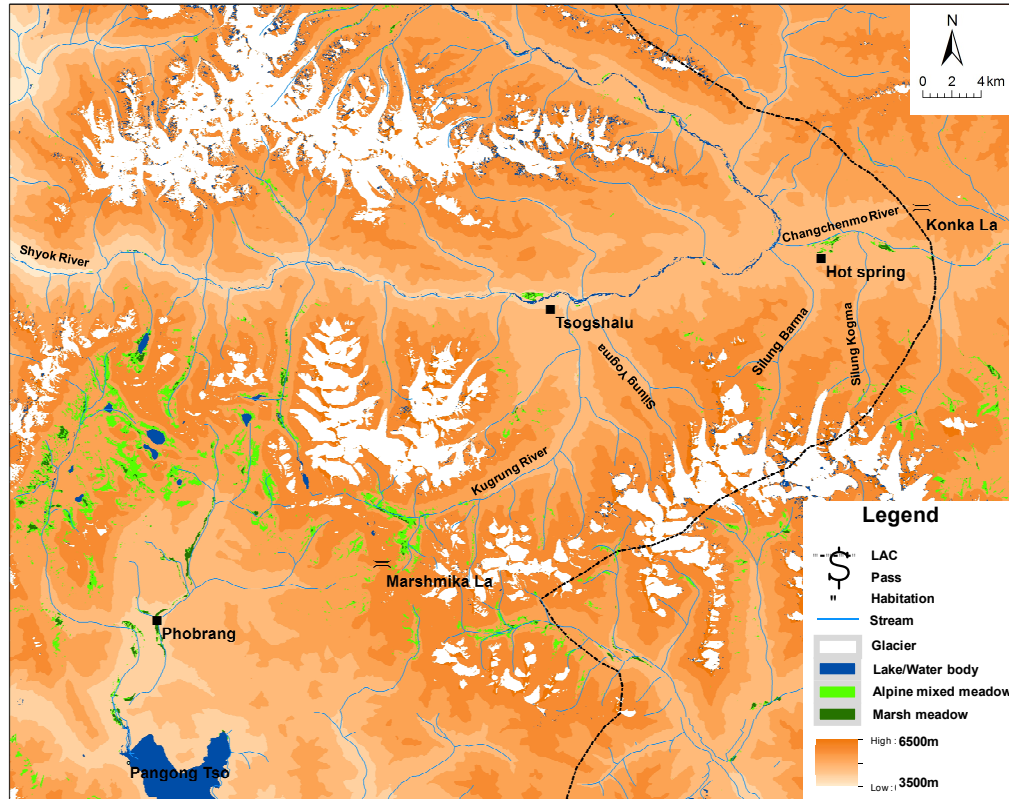 N
0 2 4 km
Konka La
Changchenmo River
Shyok River
Hot spring
Tsogshalu
Silung Barma
Silung Kogma
Silung Yogma
Kugrung River
Marshmika La
Phobrang
Pangong Tso
Legend
LAC
$ Pass
" Habitation
Stream
Glacier
Lake/Water body
Alpine mixed meadow
Marsh meadow
High : 6500m
Low : 3500m